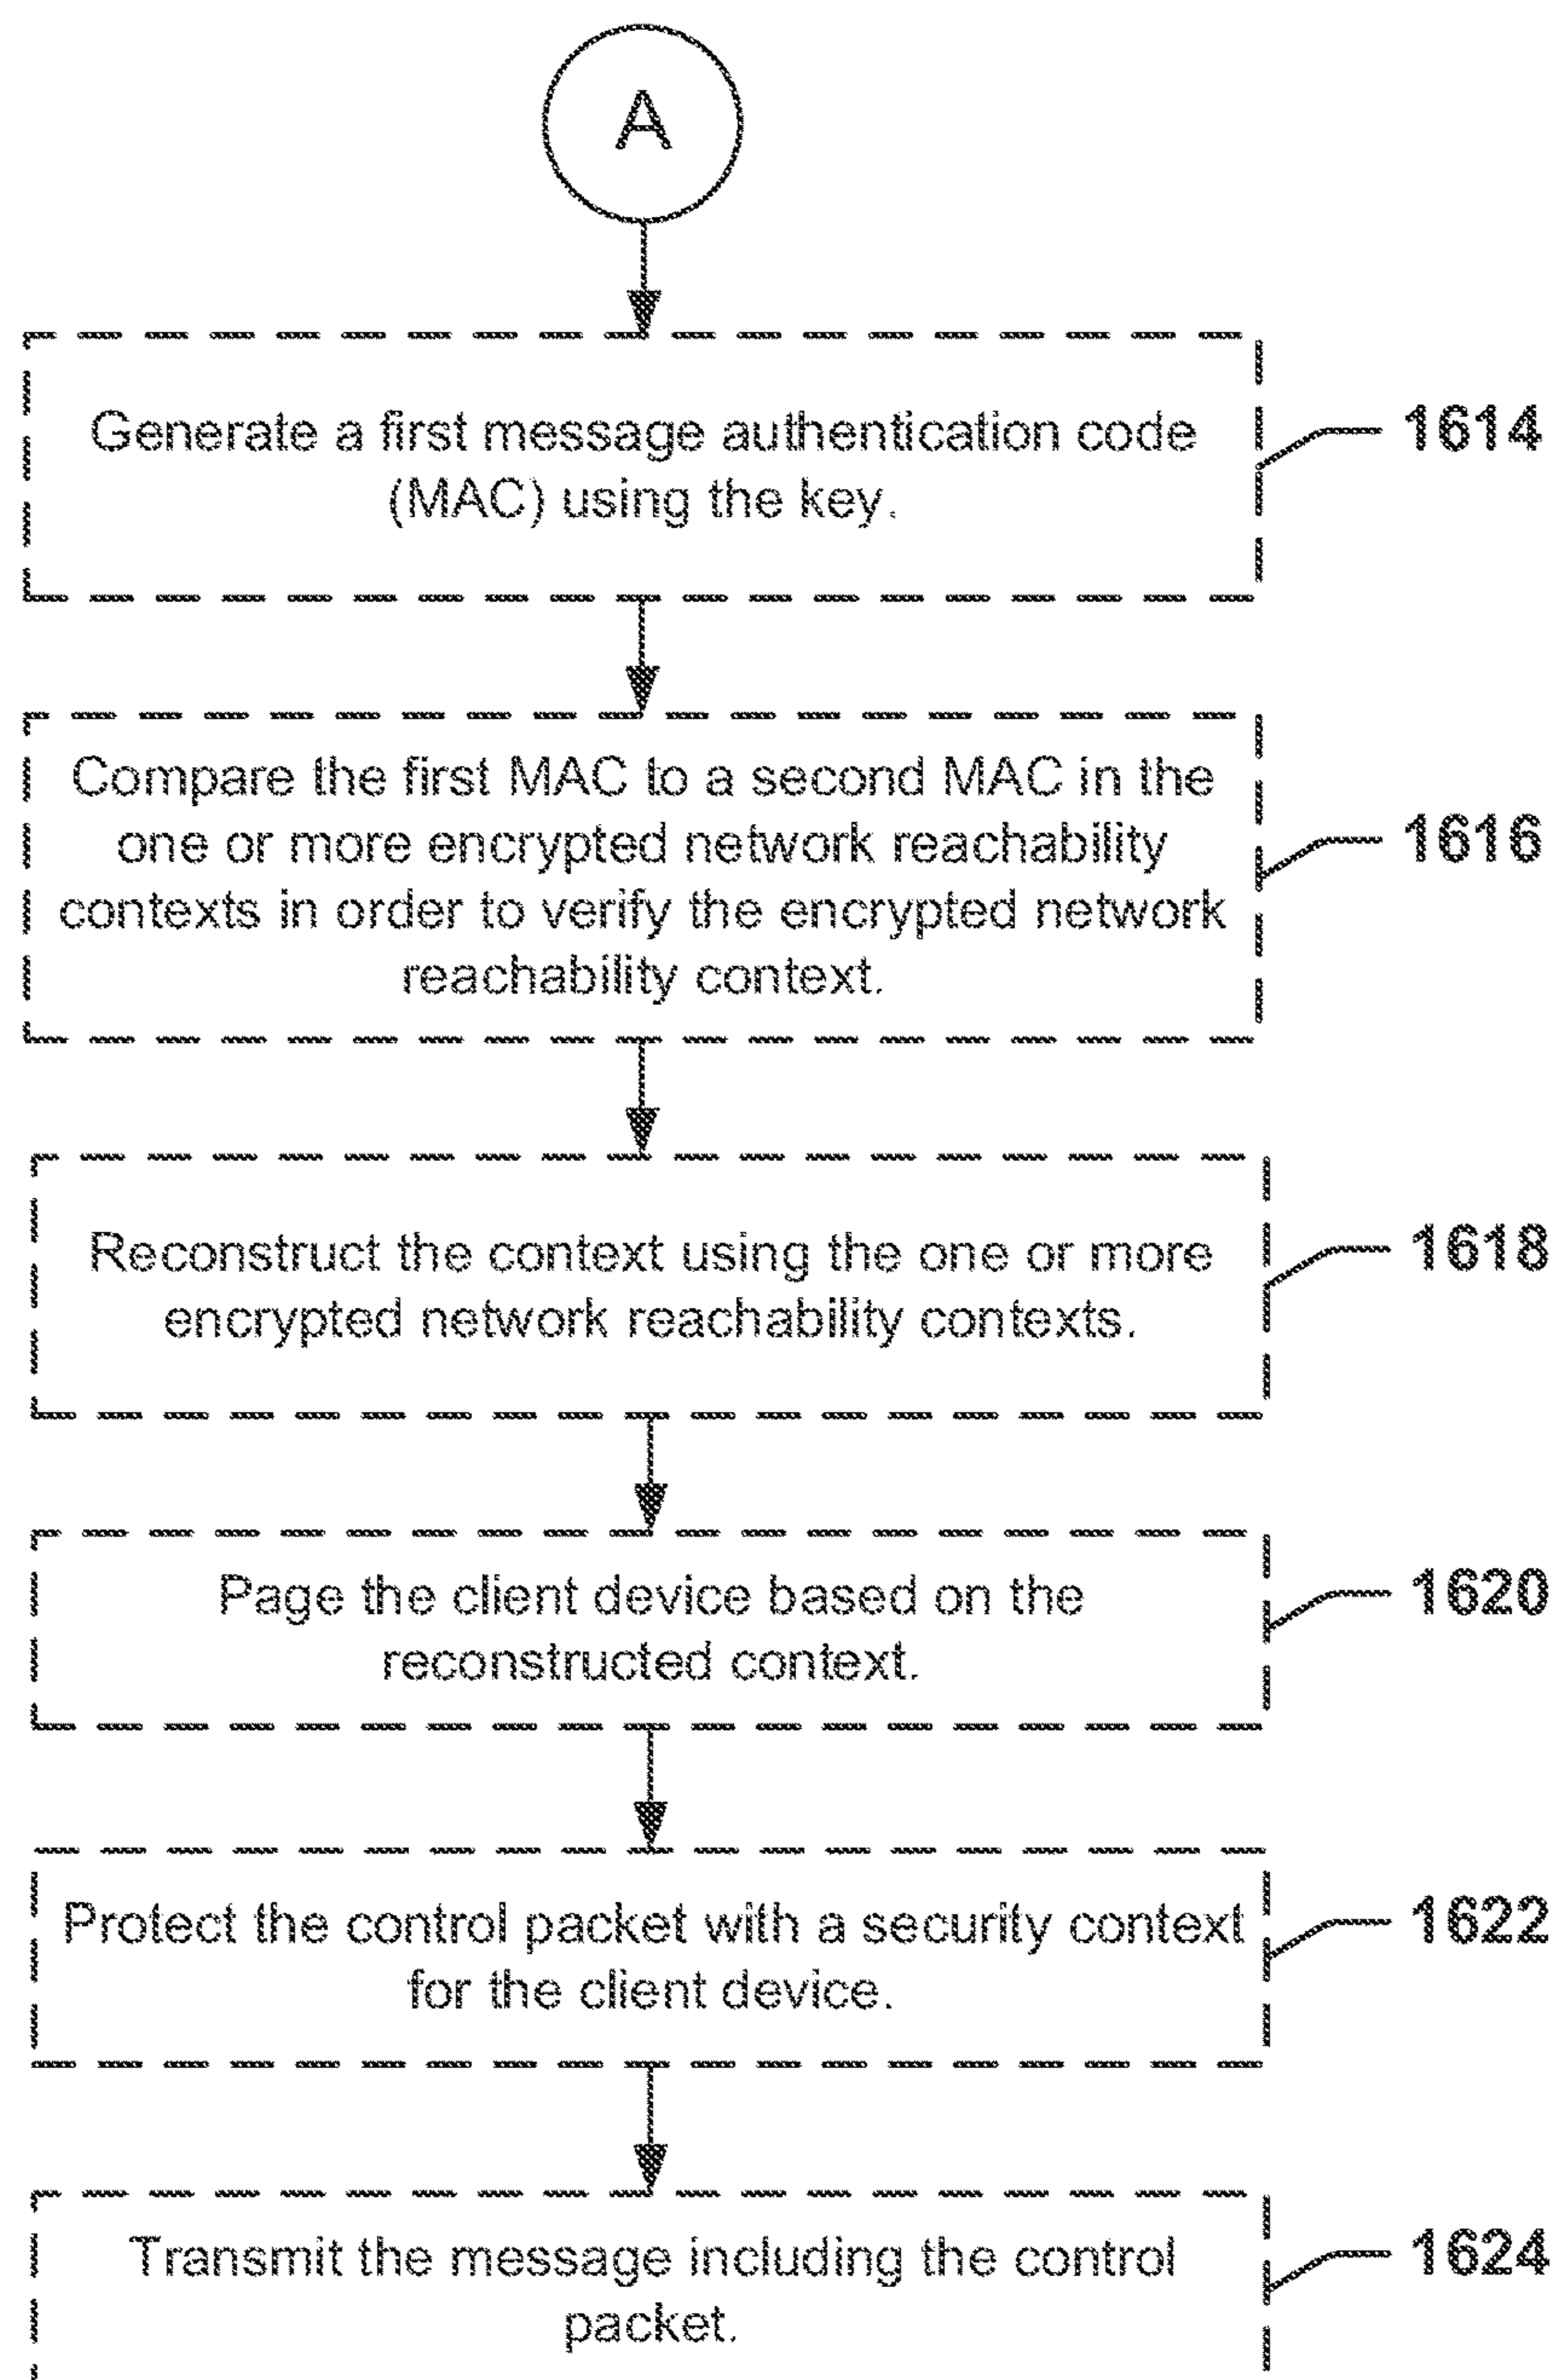 A
Generate a first message authentication code
(MAC) using the key.
1614
Compare the first MAC to a second MAC in the
one or more encrypted network reachability
contexts in order to verify the encrypted network
reachability context.
1616
Reconstruct the context using the one or more
encrypted network reachability contexts.
1618
Page the client device based on the
reconstructed context.
1620
Protect the control packet with a security context
for the client device.
1622
Transmit the message including the control
packet.
1624